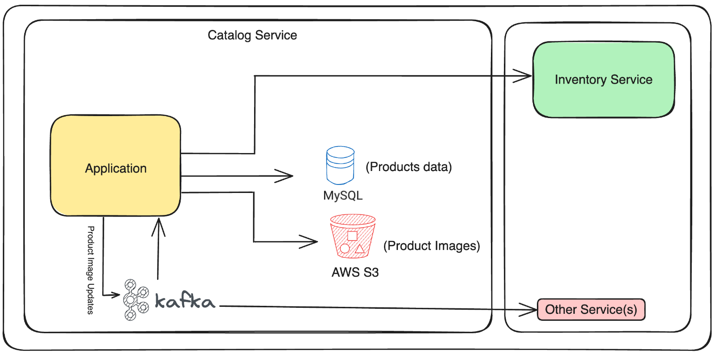 Catalog Service
Inventory Service
Application
(Products data)
MySQL
(Product Images)
AWS S3
Product Image Updates
kafka
Other Service(s)